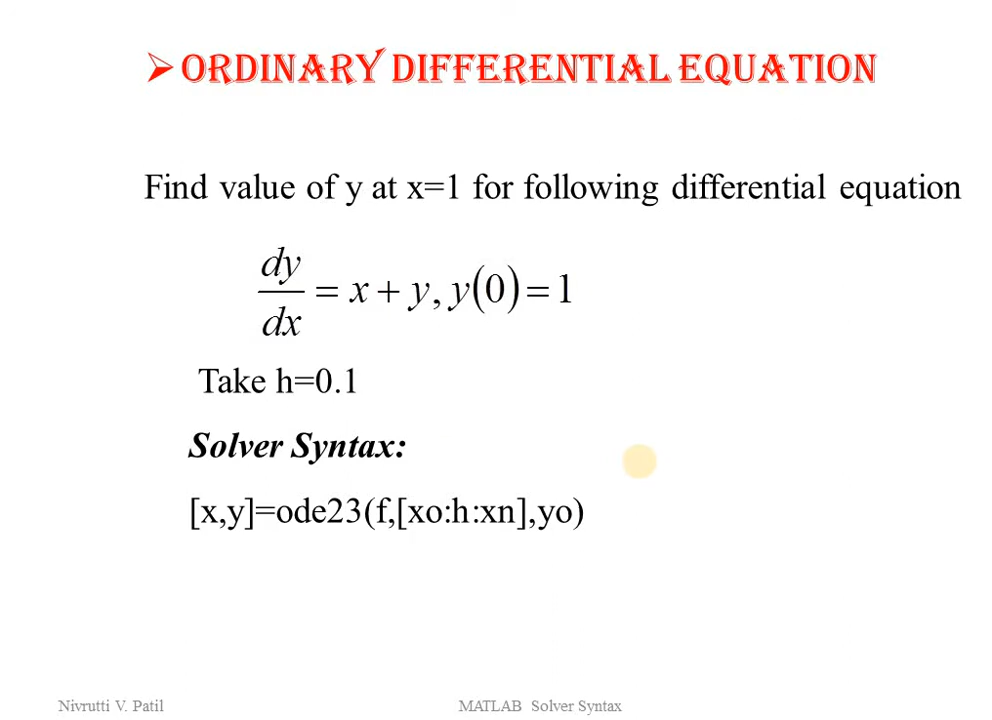 ➢ORDINARY DIFFERENTIAL EQUATION
Find value of y at x=1 for following differential equation
dy/dx = x + y, y(0) = 1
Take h=0.1
Solver Syntax:
[x,y]=ode23(f,[xo:h:xn],yo)
Nivrutti V. Patil MATLAB Solver Syntax